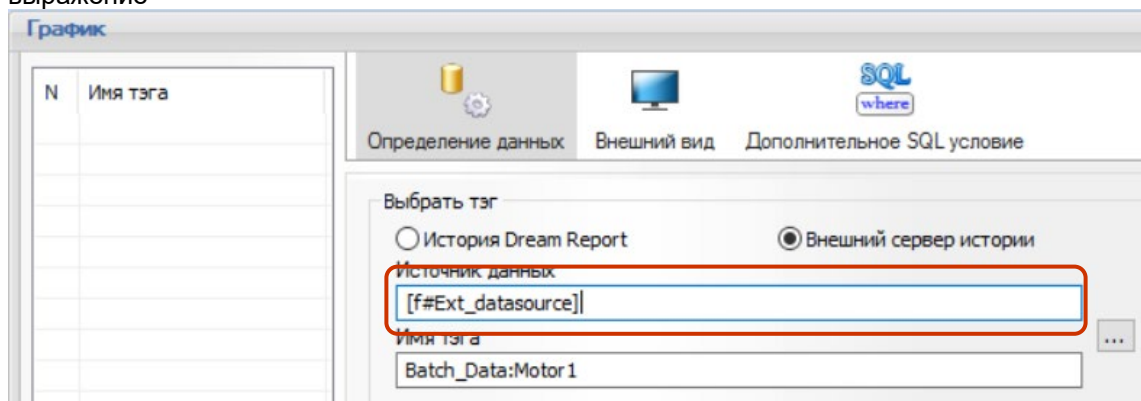 выражение
График
N Имя тэга
SQL
where
Определение данных Внешний вид Дополнительное SQL условие
Выбрать тэг
История Dream Report Внешний сервер истории
Источник данных
[f#Ext_datasource]
Имя тэга
...
Batch_Data:Motor1